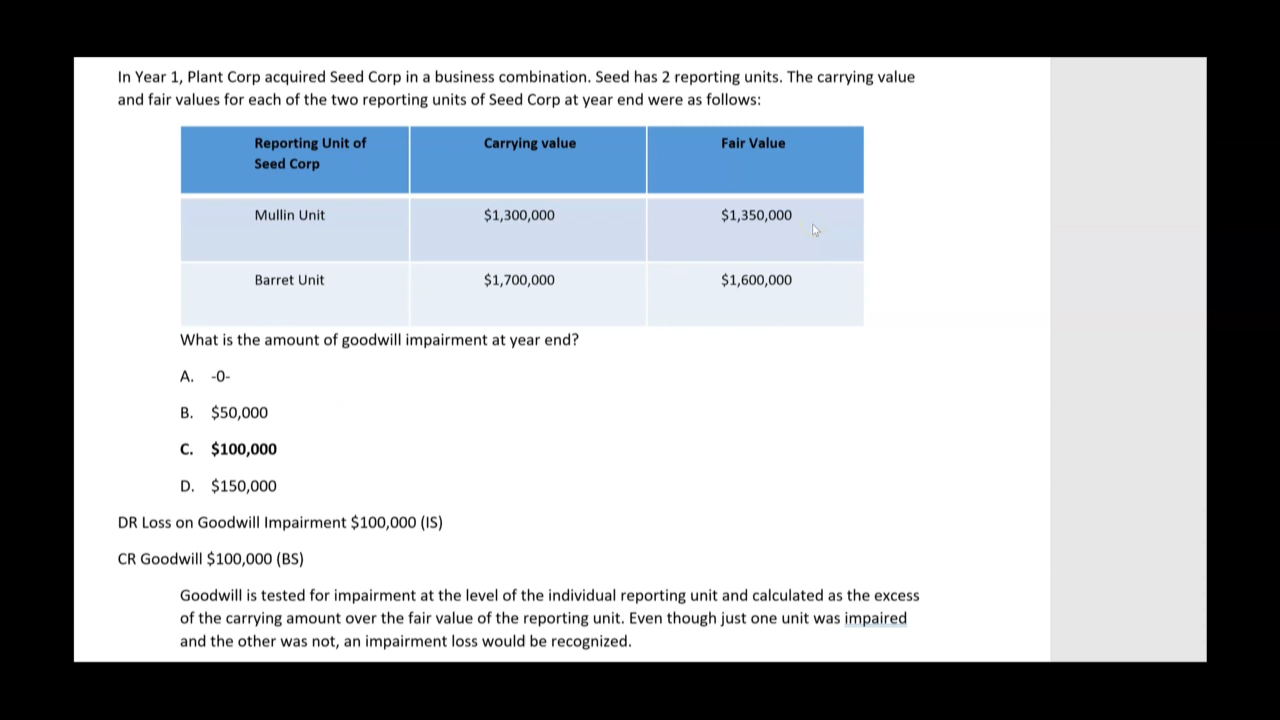 In Year 1, Plant Corp acquired Seed Corp in a business combination. Seed has 2 reporting units. The carrying value
and fair values for each of the two reporting units of Seed Corp at year end were as follows:
Reporting Unit of Seed Corp Carrying value Fair Value
Mullin Unit $1,300,000 $1,350,000
Barret Unit $1,700,000 $1,600,000
What is the amount of goodwill impairment at year end?
A. -0-
B. $50,000
C. $100,000
D. $150,000
DR Loss on Goodwill Impairment $100,000 (IS)
CR Goodwill $100,000 (BS)
Goodwill is tested for impairment at the level of the individual reporting unit and calculated as the excess
of the carrying amount over the fair value of the reporting unit. Even though just one unit was impaired
and the other was not, an impairment loss would be recognized.